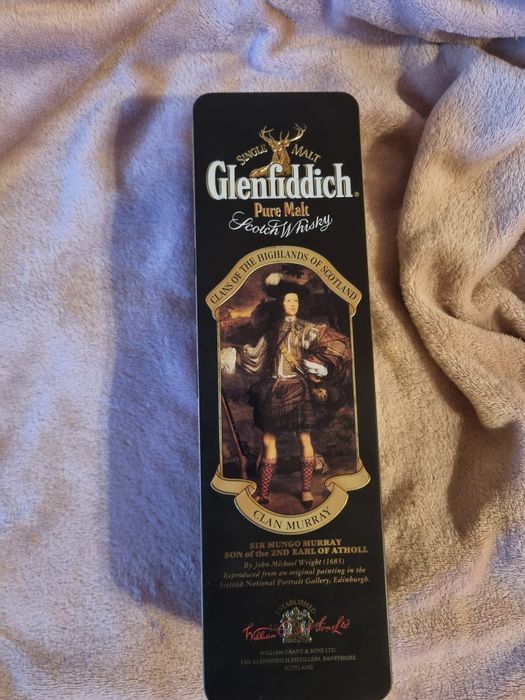 SINGLE MALT
Glenfiddich®
Pure Malt
Scotch Whisky
CLANS OF THE HIGHLANDS OF SCOTLAND
CLAN MURRAY
SIR MUNGO MURRAY
SON of the 2ND EARL OF ATHOLL
By John Michael Wright (1683)
Reproduced from an original painting in the
Scottish National Portrait Gallery, Edinburgh.
ESTABLISHED
William & Sons Ltd
WILLIAM GRANT & SONS LTD.
THE GLENFIDDICH DISTILLERY, BANFFSHIRE
SCOTLAND